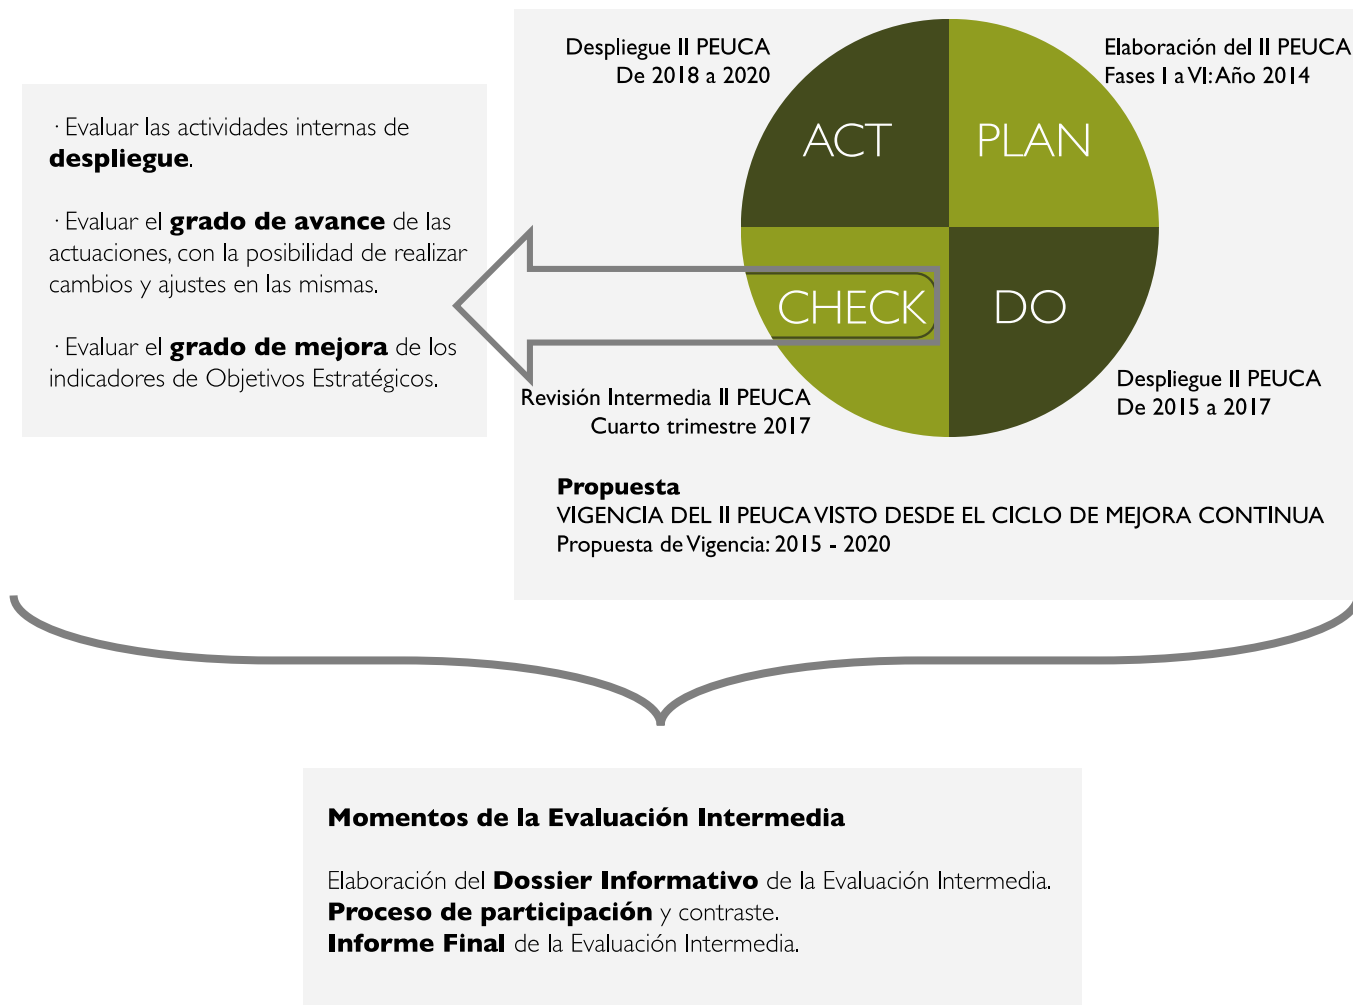 Despliegue II PEUCA
De 2018 a 2020
Elaboración del II PEUCA
Fases I a VI: Año 2014
ACT
PLAN
CHECK
DO
Revisión Intermedia II PEUCA
Cuarto trimestre 2017
Despliegue II PEUCA
De 2015 a 2017
· Evaluar las actividades internas de
despliegue.
· Evaluar el grado de avance de las
actuaciones, con la posibilidad de realizar
cambios y ajustes en las mismas.
· Evaluar el grado de mejora de los
indicadores de Objetivos Estratégicos.
Propuesta
VIGENCIA DEL II PEUCA VISTO DESDE EL CICLO DE MEJORA CONTINUA
Propuesta de Vigencia: 2015 - 2020
Momentos de la Evaluación Intermedia
Elaboración del Dossier Informativo de la Evaluación Intermedia.
Proceso de participación y contraste.
Informe Final de la Evaluación Intermedia.